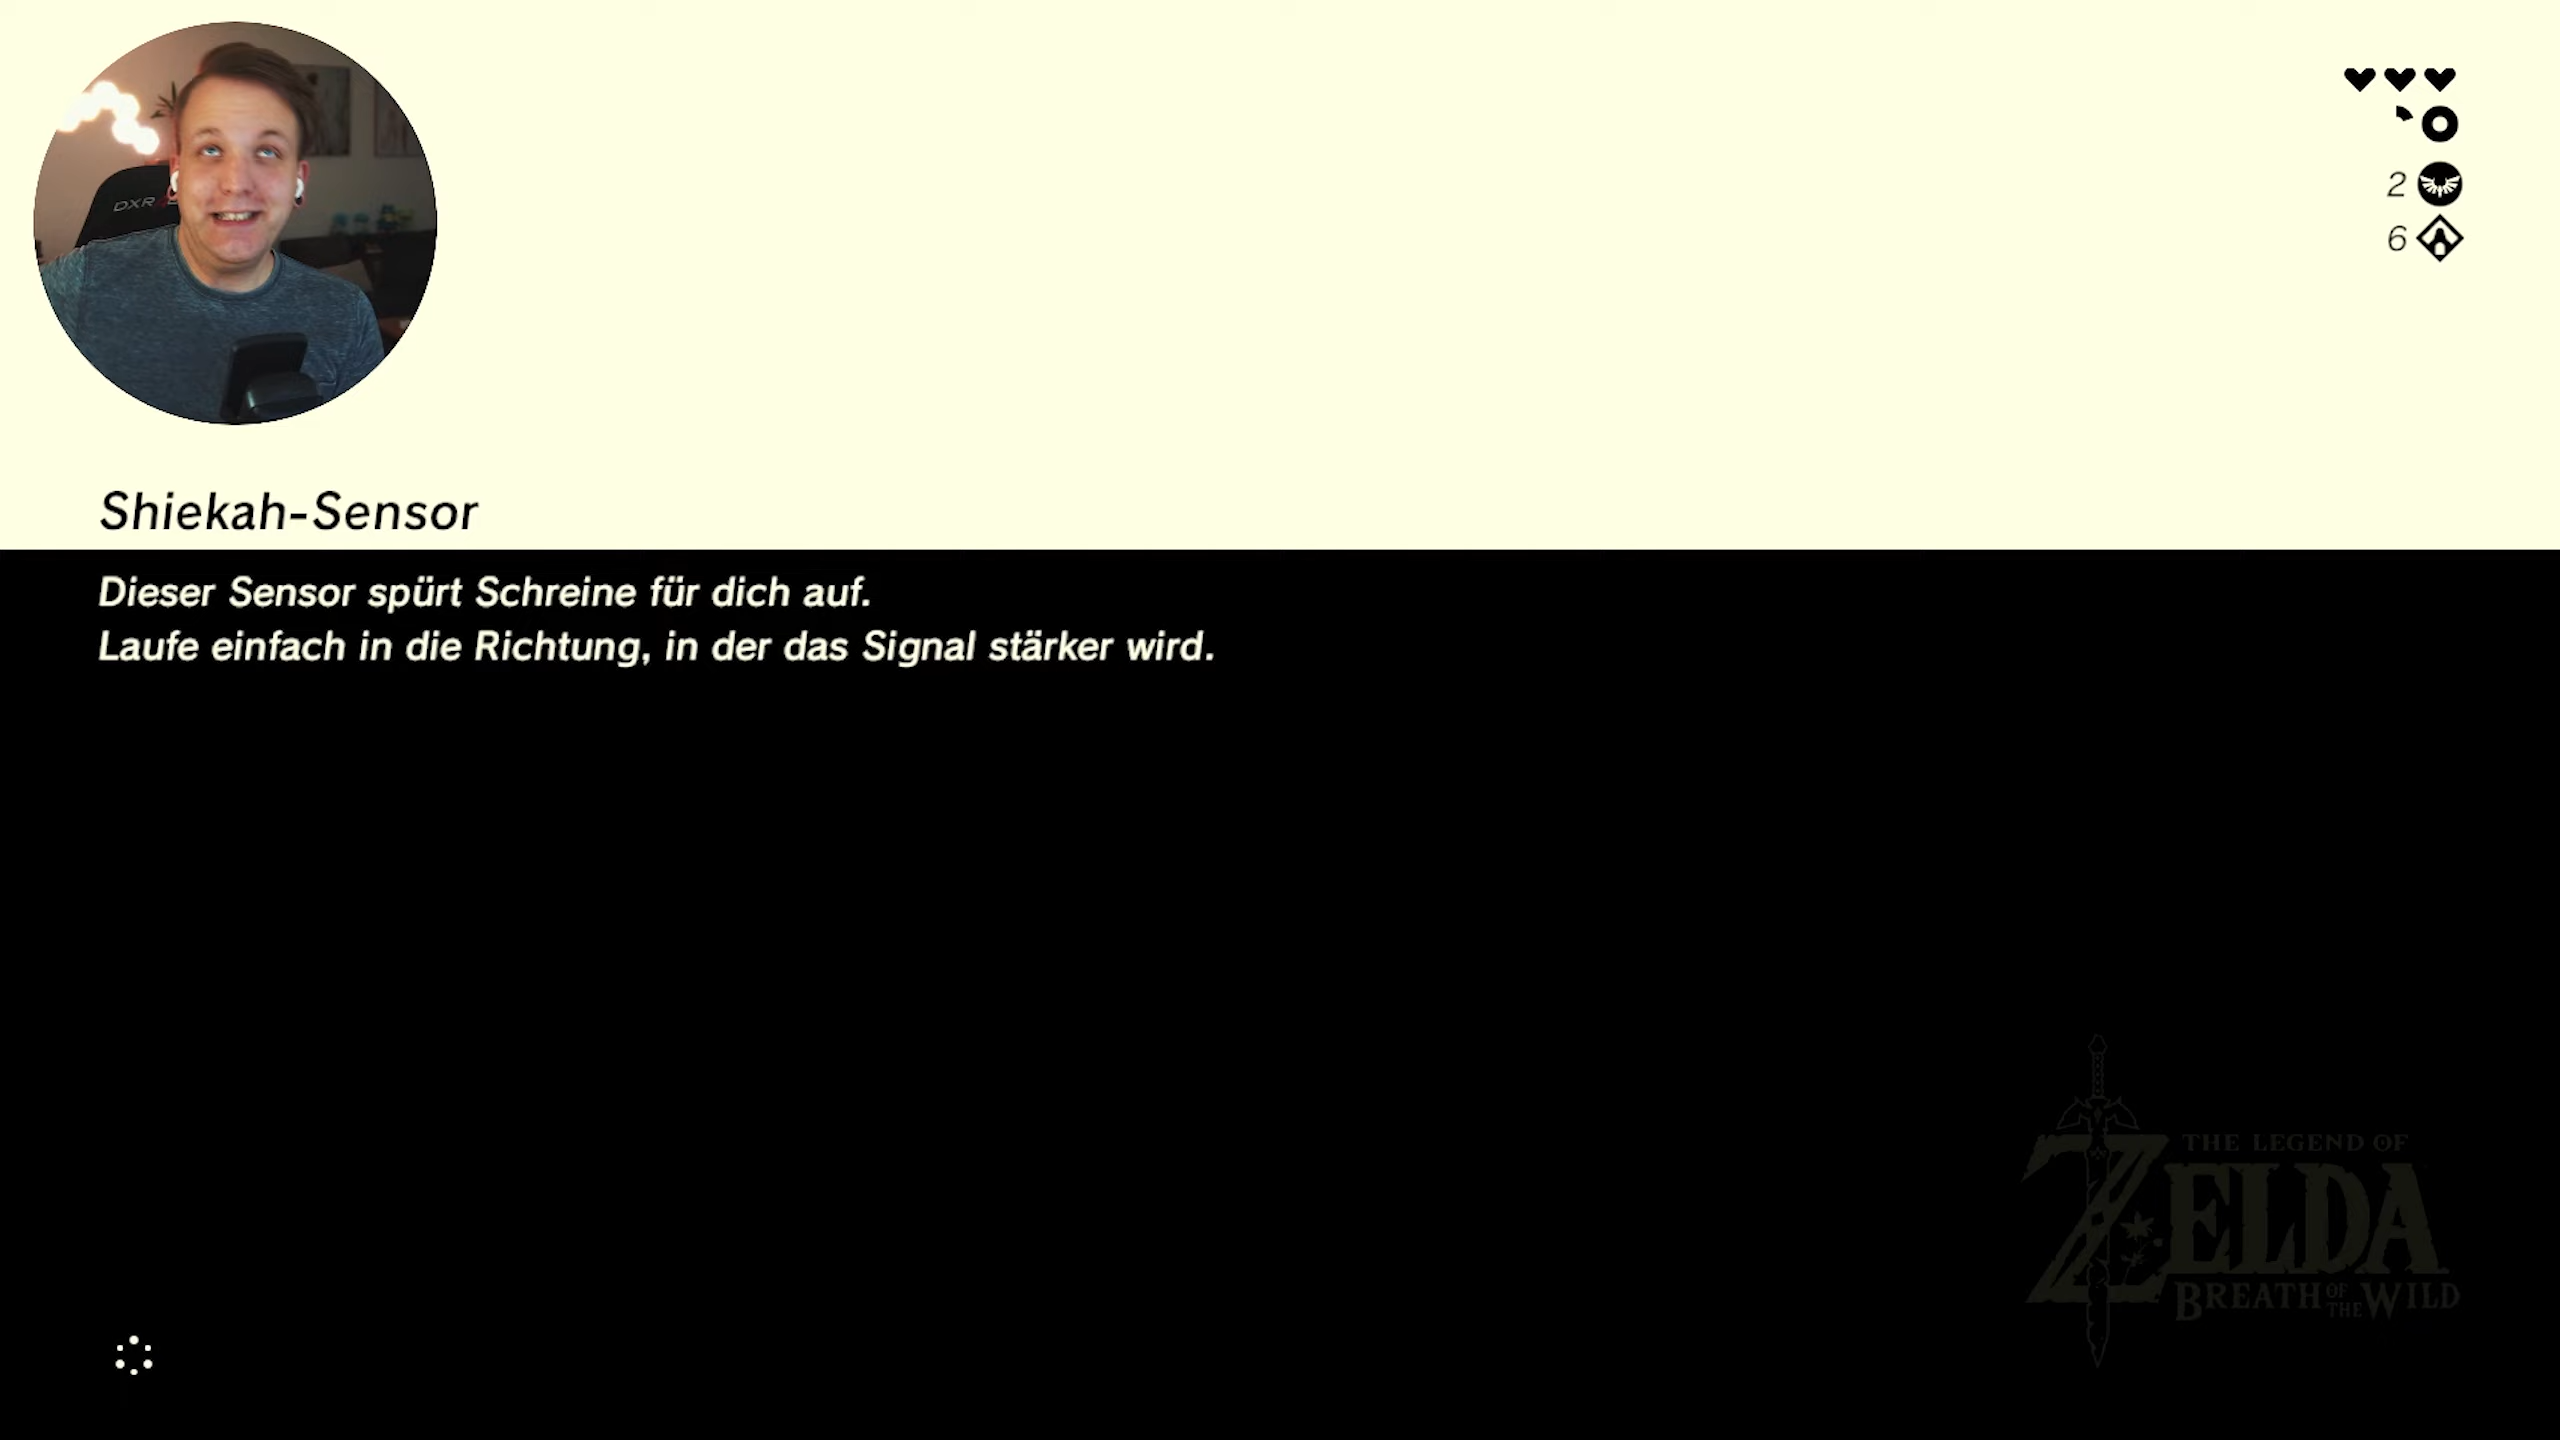 DXR
2
6
Shiekah-Sensor
Dieser Sensor spürt Schreine für dich auf.
Laufe einfach in die Richtung, in der das Signal stärker wird.
THE LEGEND OF
ZELDA
BREATH OF THE WILD